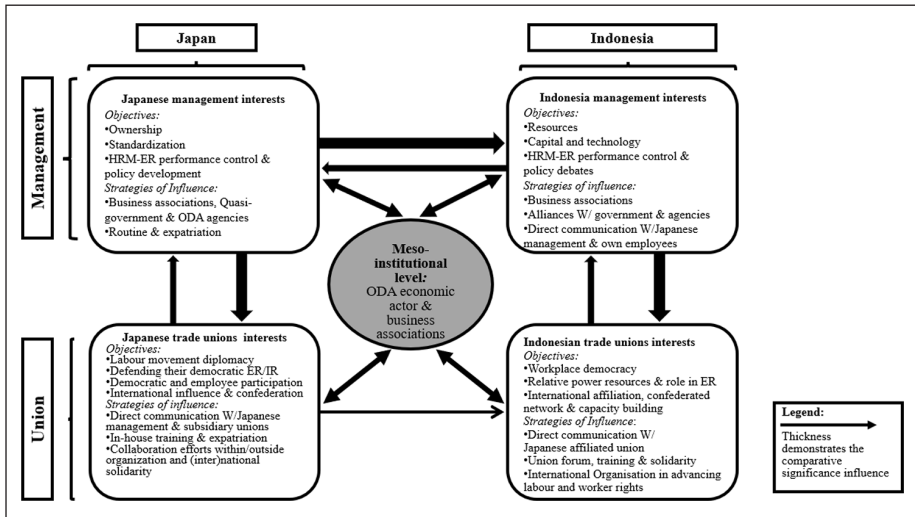 Japan
Indonesia
Management
Union
Japanese management interests
Objectives:
•Ownership
•Standardization
•HRM-ER performance control &
policy development
Strategies of Influence:
•Business associations, Quasi-
government & ODA agencies
•Routine & expatriation
Indonesia management interests
Objectives:
•Resources
•Capital and technology
•HRM-ER performance control &
policy debates
Strategies of influence:
•Business associations
•Alliances W/ government & agencies
•Direct communication W/Japanese
management & own employees
Meso-
institutional
level:
ODA economic
actor &
business
associations
Japanese trade unions interests
Objectives:
•Labour movement diplomacy
•Defending their democratic ER/IR
•Democratic and employee participation
•International influence & confederation
Strategies of influence:
•Direct communication W/Japanese
management & subsidiary unions
•In-house training & expatriation
•Collaboration efforts within/outside
organization and (inter)national
solidarity
Indonesian trade unions interests
Objectives:
•Workplace democracy
•Relative power resources & role in ER
•International affiliation, confederated
network & capacity building
Strategies of Influence:
•Direct communication W/
Japanese affiliated union
•Union forum, training & solidarity
•International Organisation in advancing
labour and worker rights
Legend:
Thickness
demonstrates the
comparative
significance influence